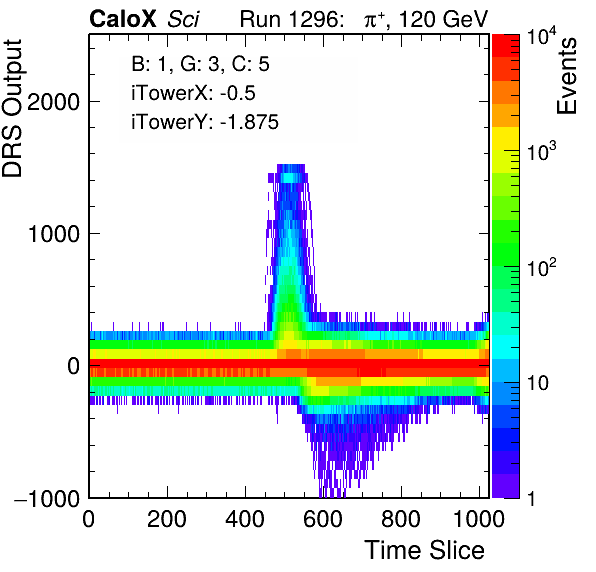 CaloX Sci Run 1296: π⁺, 120 GeV
B: 1, G: 3, C: 5
iTowerX: -0.5
iTowerY: -1.875
DRS Output
2000
1000
0
−1000
0 200 400 600 800 1000
Time Slice
Events
10⁴
10³
10²
10
1